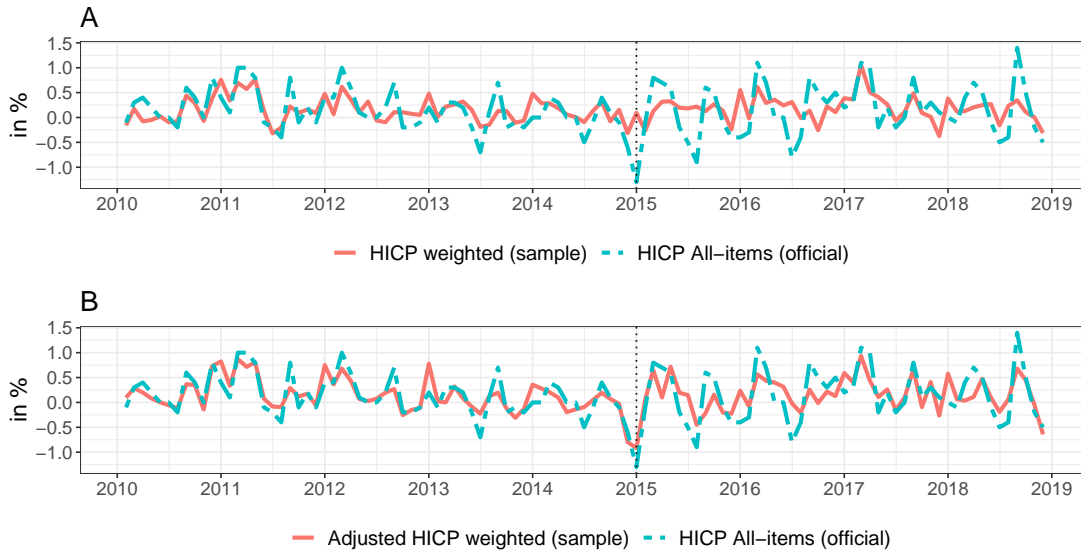 A
in %
1.5
1.0
0.5
0.0
−0.5
−1.0
2010 2011 2012 2013 2014 2015 2016 2017 2018 2019
HICP weighted (sample) HICP All−items (official)
B
in %
1.5
1.0
0.5
0.0
−0.5
−1.0
2010 2011 2012 2013 2014 2015 2016 2017 2018 2019
Adjusted HICP weighted (sample) HICP All−items (official)